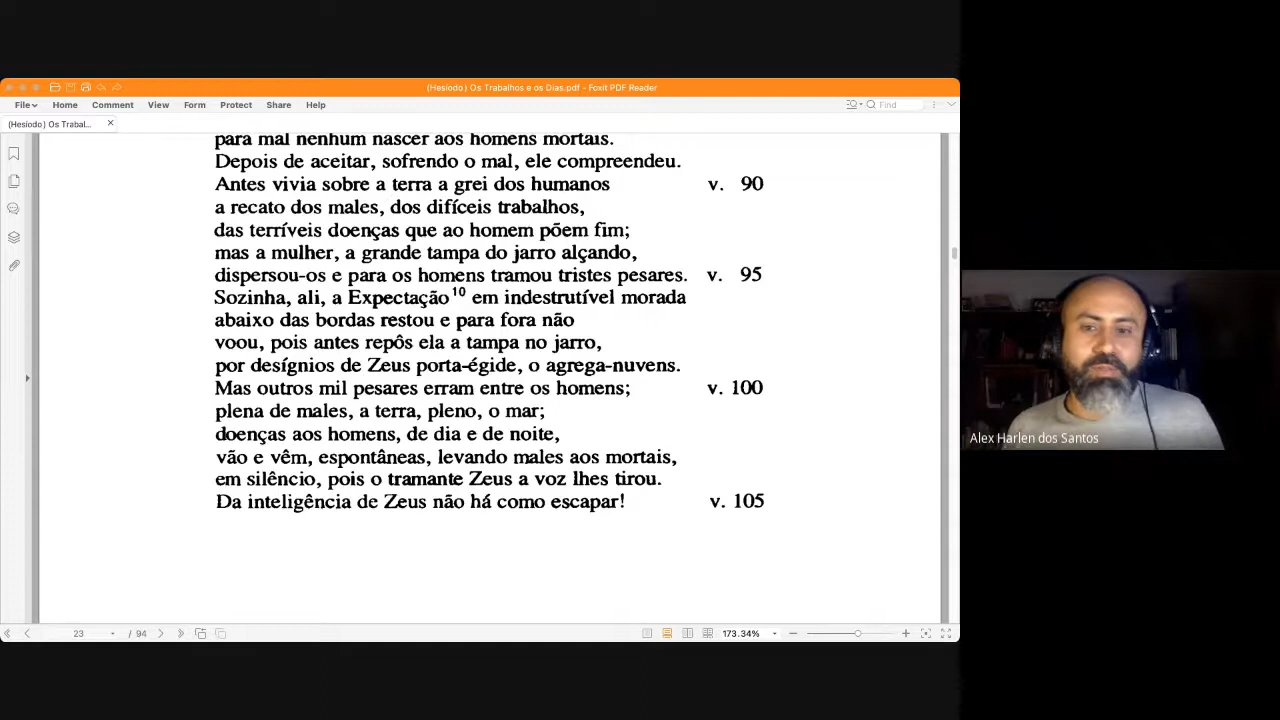 (Hesíodo) Os Trabalhos e os Dias.pdf - Foxit PDF Reader
File Home Comment View Form Protect Share Help Find
(Hesíodo) Os Trabal...
para mal nenhum nascer aos homens mortais.
Depois de aceitar, sofrendo o mal, ele compreendeu.
Antes vivia sobre a terra a grei dos humanos v. 90
a recato dos males, dos difíceis trabalhos,
das terríveis doenças que ao homem põem fim;
mas a mulher, a grande tampa do jarro alçando,
dispersou-os e para os homens tramou tristes pesares. v. 95
Sozinha, ali, a Expectação10 em indestrutível morada
abaixo das bordas restou e para fora não
voou, pois antes repôs ela a tampa no jarro,
por desígnios de Zeus porta-égide, o agrega-nuvens.
Mas outros mil pesares erram entre os homens; v. 100
plena de males, a terra, pleno, o mar;
doenças aos homens, de dia e de noite,
vão e vêm, espontâneas, levando males aos mortais,
em silêncio, pois o tramante Zeus a voz lhes tirou.
Da inteligência de Zeus não há como escapar! v. 105
Alex Harlen dos Santos
23 / 94 173.34%